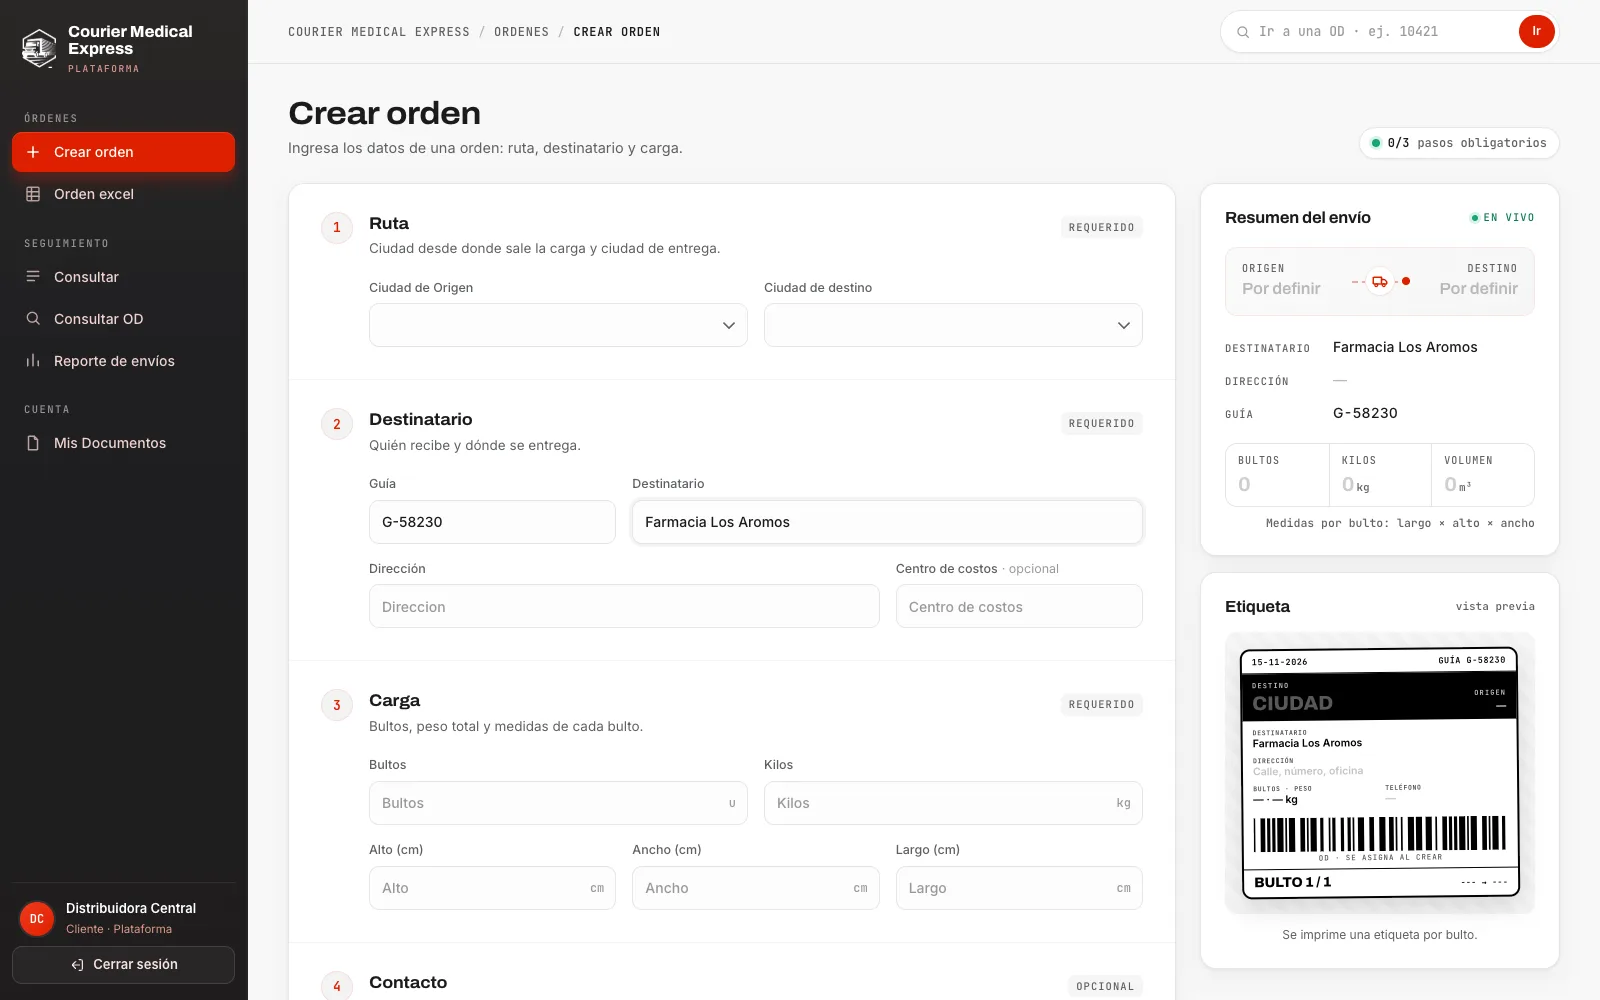 Courier Medical
Express
PLATAFORMA
ÓRDENES
Crear orden
Orden excel
SEGUIMIENTO
Consultar
Consultar OD
Reporte de envíos
CUENTA
Mis Documentos
DC
Distribuidora Central
Cliente · Plataforma
Cerrar sesión
COURIER MEDICAL EXPRESS / ORDENES / CREAR ORDEN
Ir a una OD · ej. 10421
Ir
Crear orden
Ingresa los datos de una orden: ruta, destinatario y carga.
0/3 pasos obligatorios
1
Ruta
REQUERIDO
Ciudad desde donde sale la carga y ciudad de entrega.
Ciudad de Origen
Ciudad de destino
2
Destinatario
REQUERIDO
Quién recibe y dónde se entrega.
Guía
Destinatario
G-58230
Farmacia Los Aromos
Dirección
Centro de costos · opcional
Direccion
Centro de costos
3
Carga
REQUERIDO
Bultos, peso total y medidas de cada bulto.
Bultos
Kilos
Bultos u
Kilos kg
Alto (cm)
Ancho (cm)
Largo (cm)
Alto cm
Ancho cm
Largo cm
4
Contacto
OPCIONAL
Resumen del envío
EN VIVO
ORIGEN
DESTINO
Por definir
Por definir
DESTINATARIO Farmacia Los Aromos
DIRECCIÓN —
GUÍA G-58230
BULTOS
KILOS
VOLUMEN
0
0 kg
0 m³
Medidas por bulto: largo × alto × ancho
Etiqueta
vista previa
15-11-2026
GUÍA G-58230
DESTINO
ORIGEN
CIUDAD
—
DESTINATARIO
Farmacia Los Aromos
DIRECCIÓN
Calle, número, oficina
BULTOS · PESO
TELÉFONO
— · — kg
—
OD · SE ASIGNA AL CREAR
BULTO 1 / 1
--- → ---
Se imprime una etiqueta por bulto.